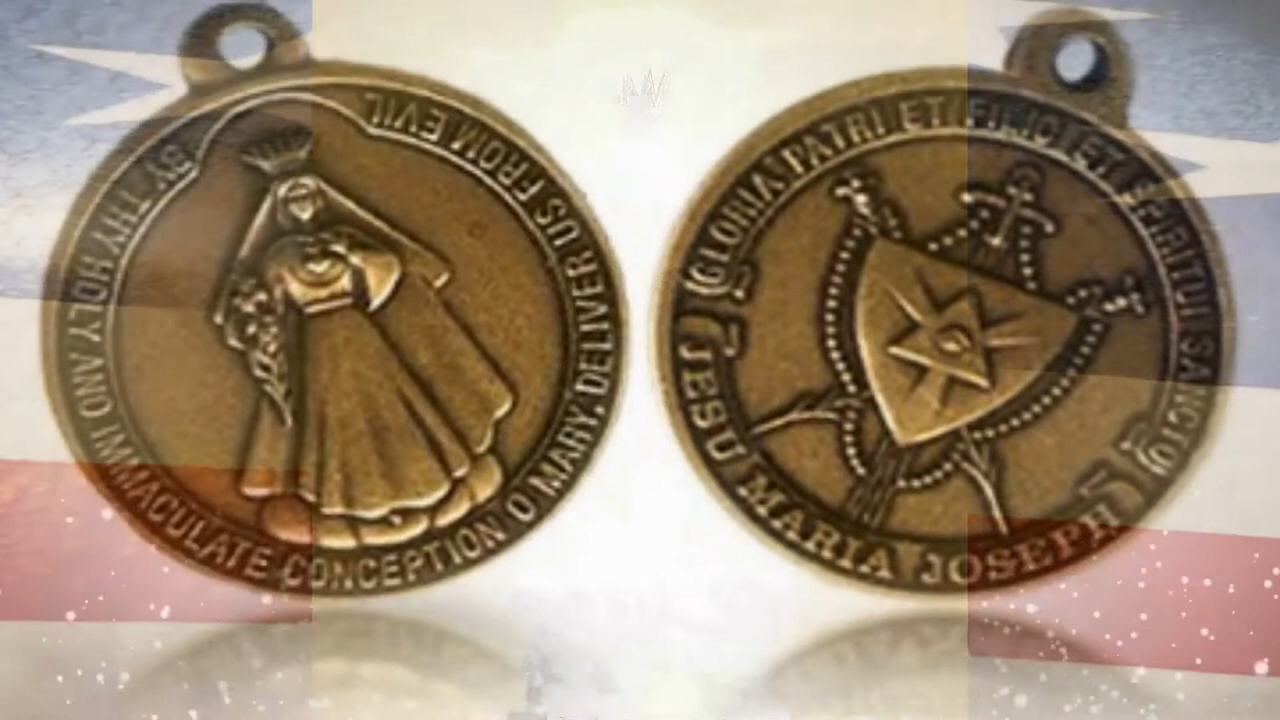 BY THY HOLY AND IMMACULATE CONCEPTION O MARY, DELIVER US FROM EVIL
GLORIA PATRI ET FILIO ET SPIRITUI SANCTO
JESU MARIA JOSEPH